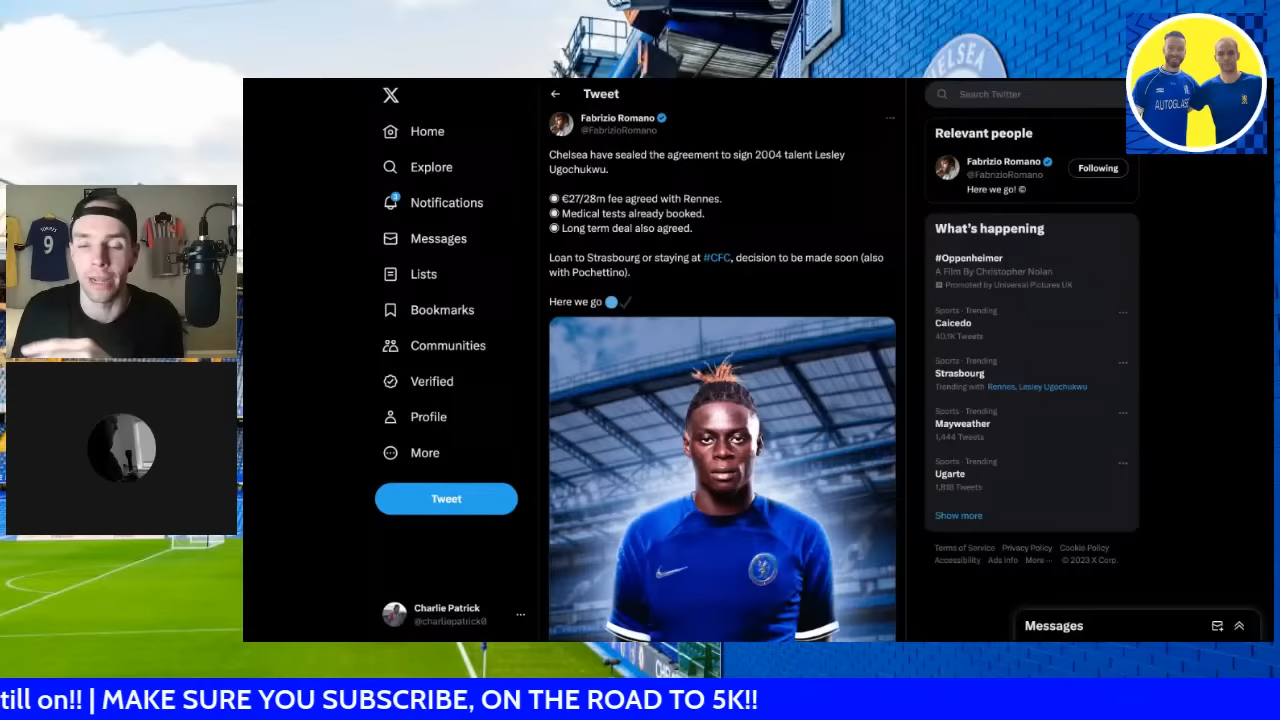 CHELSEA
AUTOGLASS
9
Home
Explore
3
Notifications
Messages
Lists
Bookmarks
Communities
Verified
Profile
More
Tweet
Charlie Patrick
@charliepatrick0
Tweet
Fabrizio Romano
@FabrizioRomano
Chelsea have sealed the agreement to sign 2004 talent Lesley
Ugochukwu.
◉ €27/28m fee agreed with Rennes.
◉ Medical tests already booked.
◉ Long term deal also agreed.
Loan to Strasbourg or staying at #CFC, decision to be made soon (also
with Pochettino).
Here we go 🔵✔️
Search Twitter
Relevant people
Fabrizio Romano
@FabrizioRomano
Following
Here we go! ©
What's happening
#Oppenheimer
A Film By Christopher Nolan
Promoted by Universal Pictures UK
Sports · Trending
Caicedo
40.1K Tweets
Sports · Trending
Strasbourg
Trending with Rennes, Lesley Ugochukwu
Sports · Trending
Mayweather
1,444 Tweets
Sports · Trending
Ugarte
1,818 Tweets
Show more
Terms of Service Privacy Policy Cookie Policy
Accessibility Ads info More ··· © 2023 X Corp.
Messages
till on!! | MAKE SURE YOU SUBSCRIBE, ON THE ROAD TO 5K!!